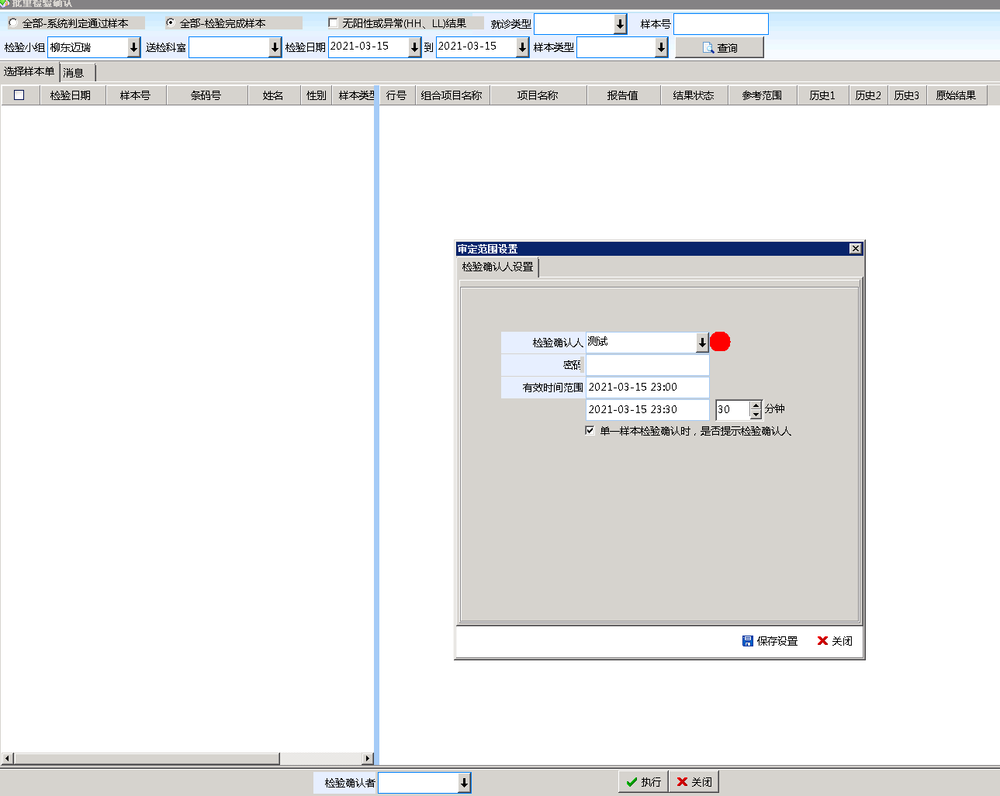 批量检验确认
全部-系统判定通过样本 全部-检验完成样本 无阳性或异常(HH、LL)结果 就诊类型 样本号
检验小组 柳东迈瑞 送检科室 检验日期 2021-03-15 到 2021-03-15 样本类型 查询
选择样本单 消息
检验日期 样本号 条码号 姓名 性别 样本类型 行号 组合项目名称 项目名称 报告值 结果状态 参考范围 历史1 历史2 历史3 原始结果
审定范围设置
检验确认人设置
检验确认人 测试
密码
有效时间范围 2021-03-15 23:00
2021-03-15 23:30 30 分钟
单一样本检验确认时，是否提示检验确认人
保存设置 关闭
检验确认者 执行 关闭